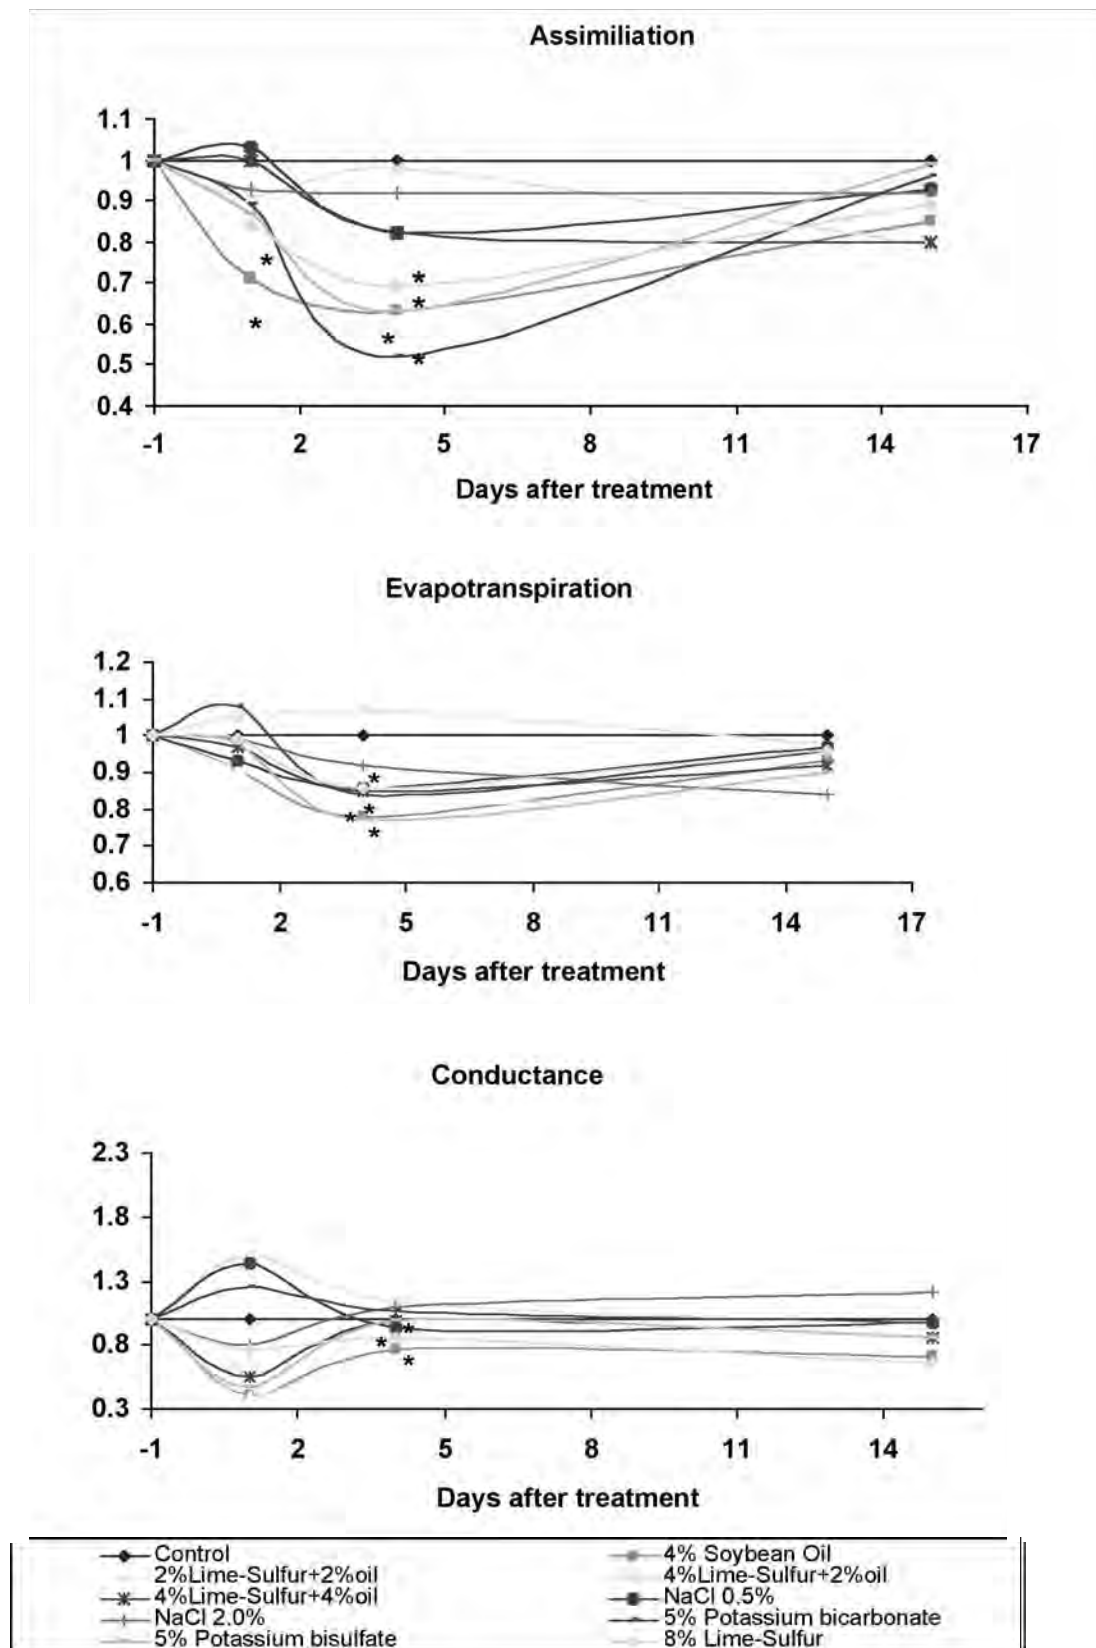 Assimiliation
1.1
1
0.9
0.8
0.7
0.6
0.5
0.4
* * * * * *
-1 2 5 8 11 14 17
Days after treatment
Evapotranspiration
1.2
1.1
1
0.9
0.8
0.7
0.6
* * * *
-1 2 5 8 11 14 17
Days after treatment
Conductance
2.3
1.8
1.3
0.8
0.3
* * *
-1 2 5 8 11 14
Days after treatment
Control 4% Soybean Oil
2%Lime-Sulfur+2%oil 4%Lime-Sulfur+2%oil
4%Lime-Sulfur+4%oil NaCl 0.5%
NaCl 2.0% 5% Potassium bicarbonate
5% Potassium bisulfate 8% Lime-Sulfur